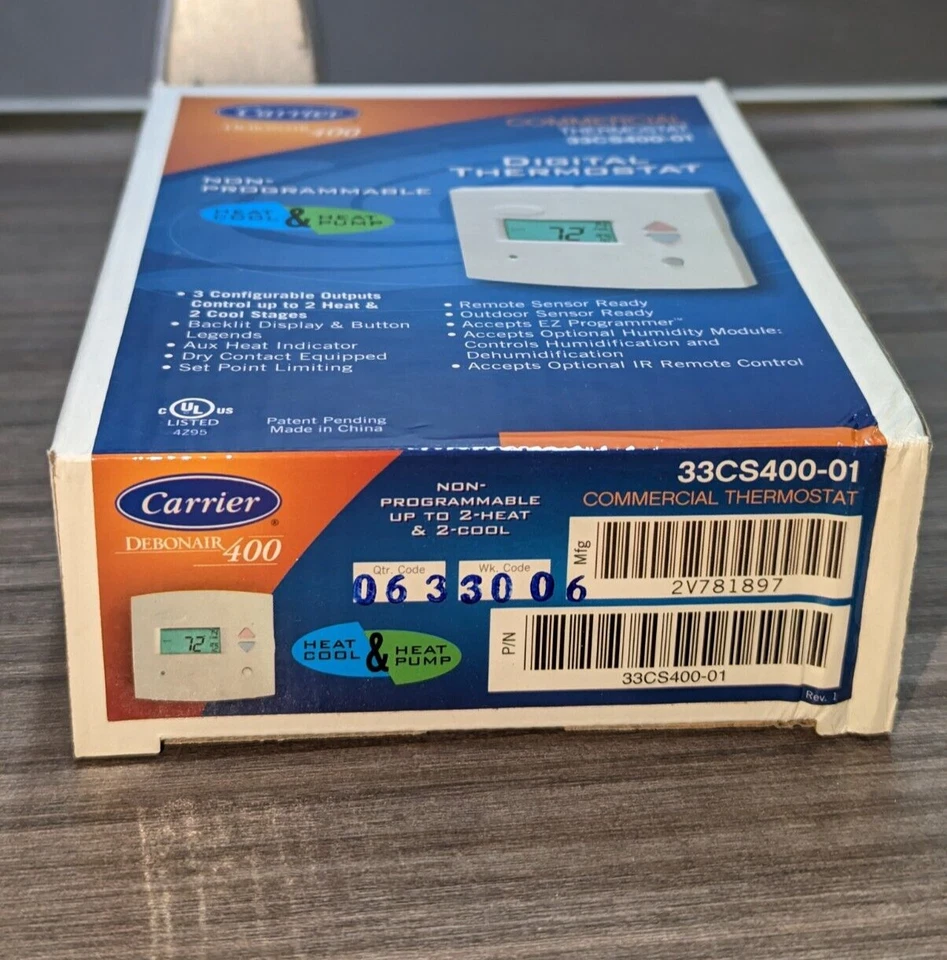 Carrier
DEBONAIR 400
COMMERCIAL
THERMOSTAT
33CS400-01
DIGITAL
THERMOSTAT
NON-
PROGRAMMABLE
HEAT
COOL
&
HEAT
PUMP
72
• 3 Configurable Outputs
Control up to 2 Heat &
2 Cool Stages
• Backlit Display & Button
Legends
• Aux Heat Indicator
• Dry Contact Equipped
• Set Point Limiting
• Remote Sensor Ready
• Outdoor Sensor Ready
• Accepts EZ Programmer™
• Accepts Optional Humidity Module:
Controls Humidification and
Dehumidification
• Accepts Optional IR Remote Control
C UL US
LISTED
4Z95
Patent Pending
Made in China
Carrier®
DEBONAIR 400
NON-
PROGRAMMABLE
UP TO 2-HEAT
& 2-COOL
33CS400-01
COMMERCIAL THERMOSTAT
Qtr. Code
Wk. Code
0633006
Mfg
2V781897
72
HEAT
COOL
&
HEAT
PUMP
P/N
33CS400-01
Rev. 1